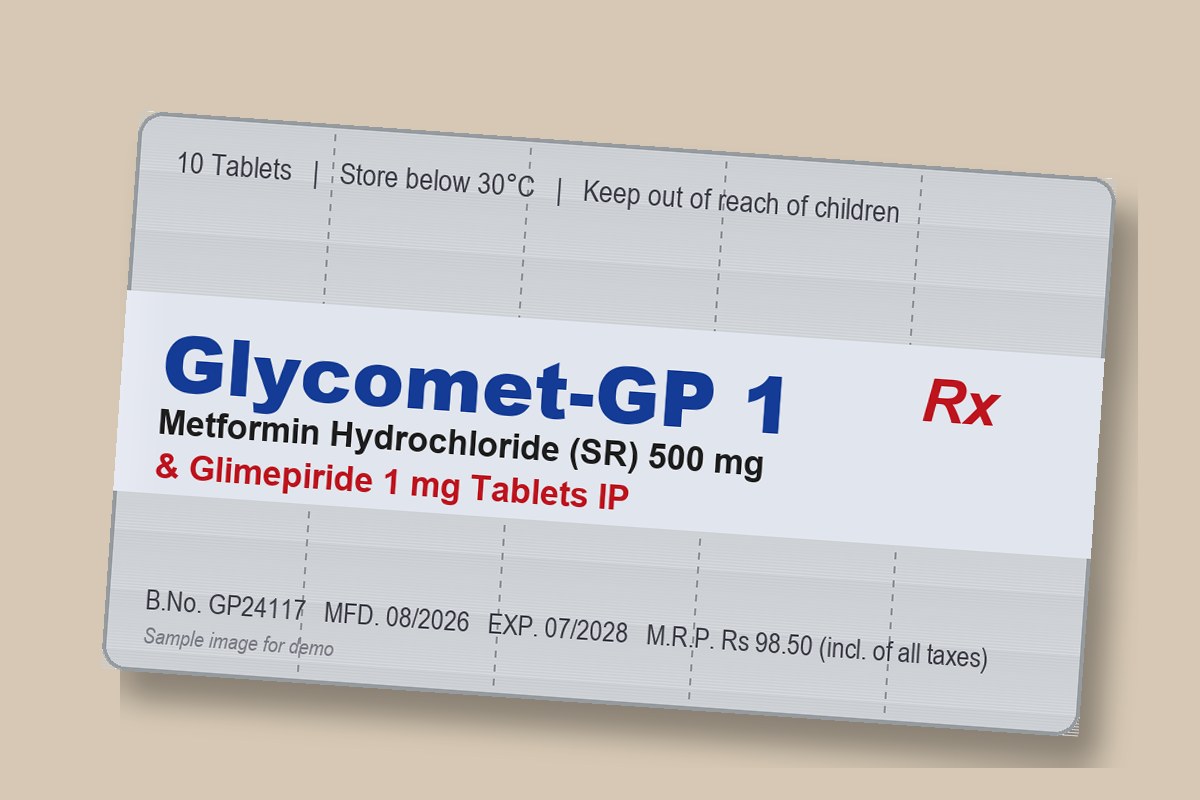 10 Tablets | Store below 30°C | Keep out of reach of children
Glycomet-GP 1
Rx
Metformin Hydrochloride (SR) 500 mg
& Glimepiride 1 mg Tablets IP
B.No. GP24117 MFD. 08/2026 EXP. 07/2028 M.R.P. Rs 98.50 (incl. of all taxes)
Sample image for demo